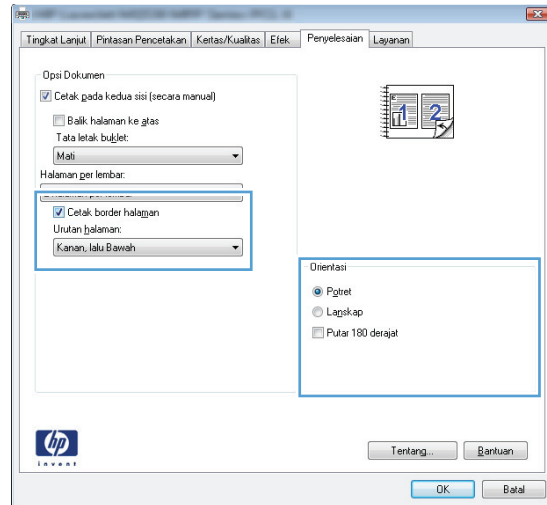 Tingkat Lanjut Pintasan Pencetakan Kertas/Kualitas Efek Penyelesaian Layanan
Opsi Dokumen
Cetak pada kedua sisi (secara manual)
Balik halaman ke atas
Tata letak buklet:
Mati
Halaman per lembar:
Cetak border halaman
Urutan halaman:
Kanan, lalu Bawah
1 2
Orientasi
Potret
Lanskap
Putar 180 derajat
hp
invent
Tentang... Bantuan
OK Batal